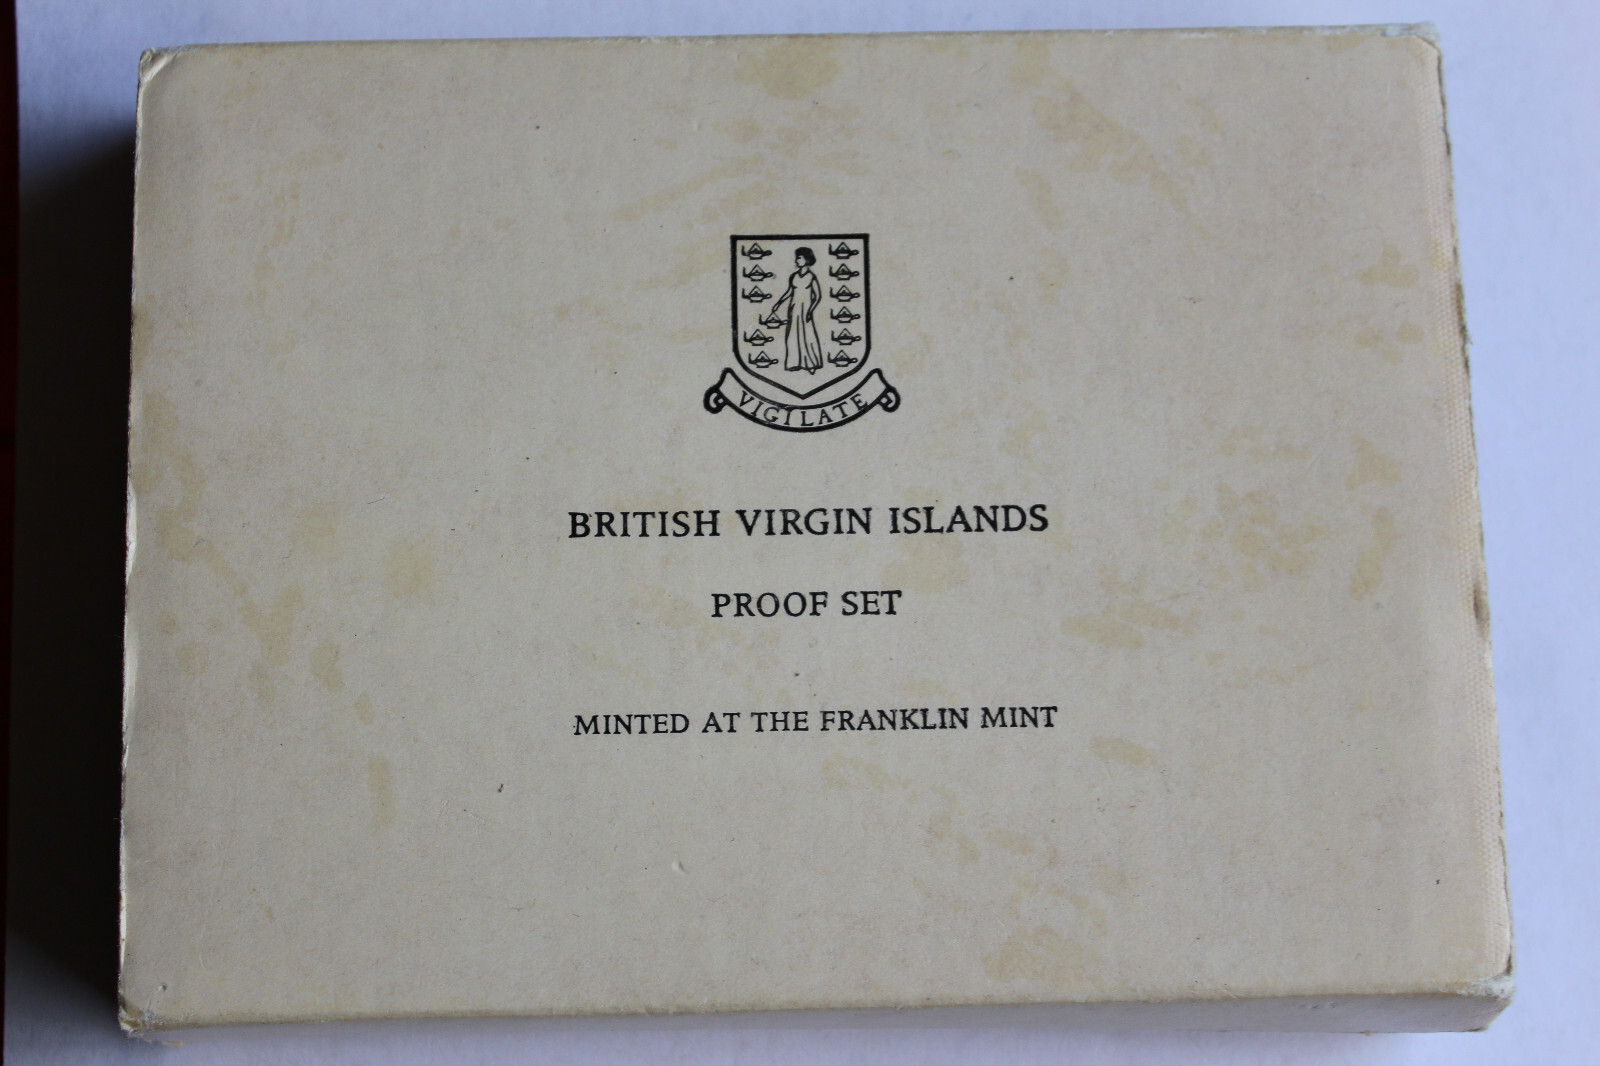 VIGILATE
BRITISH VIRGIN ISLANDS
PROOF SET
MINTED AT THE FRANKLIN MINT